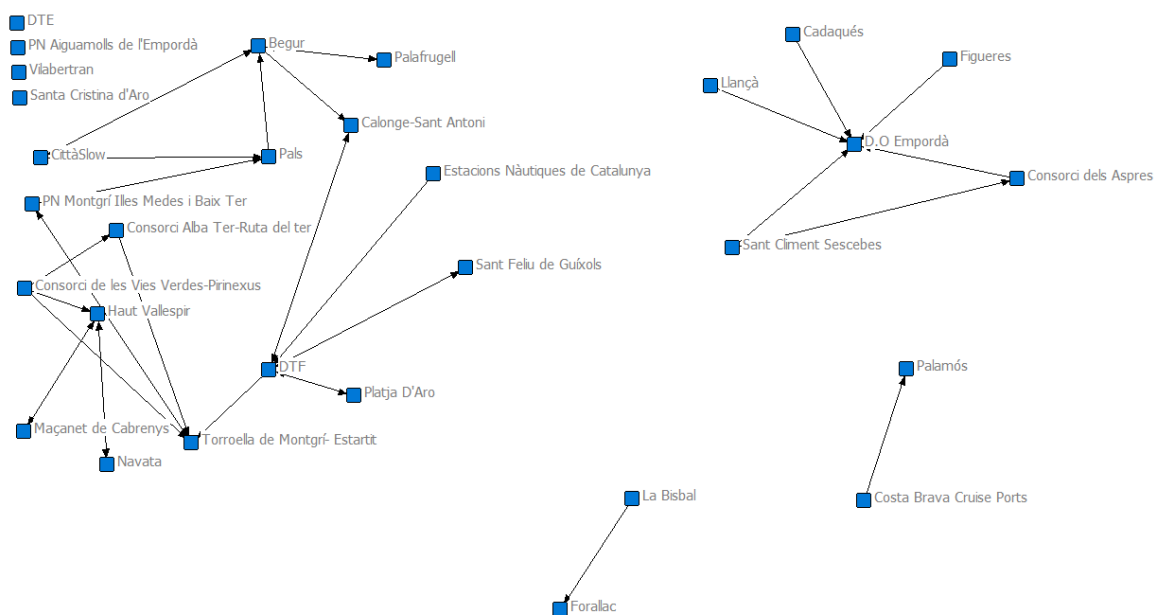 DTE
PN Aiguamolls de l'Empordà
Vilabertran
Santa Cristina d'Aro
Begur
Palafrugell
Cadaqués
Figueres
Llançà
Calonge-Sant Antoni
D.O Empordà
CittàSlow
Pals
Estacions Nàutiques de Catalunya
Consorci dels Aspres
PN Montgrí Illes Medes i Baix Ter
Consorci Alba Ter-Ruta del ter
Sant Climent Sescebes
Sant Feliu de Guíxols
Consorci de les Vies Verdes-Pirinexus
Haut Vallespir
DTF
Palamós
Platja D'Aro
Maçanet de Cabrenys
Torroella de Montgrí- Estartit
Navata
La Bisbal
Costa Brava Cruise Ports
Forallac